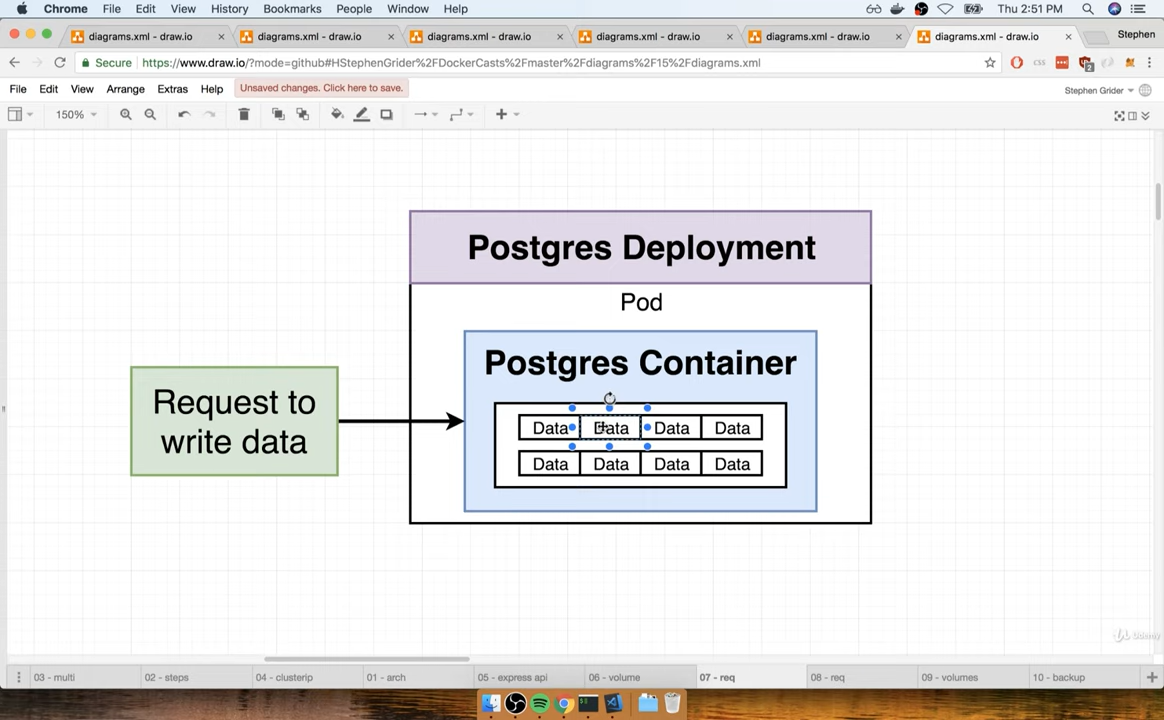 Chrome File Edit View History Bookmarks People Window Help Thu 2:51 PM
diagrams.xml - draw.io diagrams.xml - draw.io diagrams.xml - draw.io diagrams.xml - draw.io diagrams.xml - draw.io diagrams.xml - draw.io Stephen
Secure https://www.draw.io/?mode=github#HStephenGrider%2FDockerCasts%2Fmaster%2Fdiagrams%2F15%2Fdiagrams.xml css 2
File Edit View Arrange Extras Help Unsaved changes. Click here to save. Stephen Grider
150%
Postgres Deployment
Pod
Postgres Container
Request to
write data
Data Data Data Data
Data Data Data Data
Udemy
03 - multi 02 - steps 04 - clusterip 01 - arch 05 - express api 06 - volume 07 - req 08 - req 09 - volumes 10 - backup